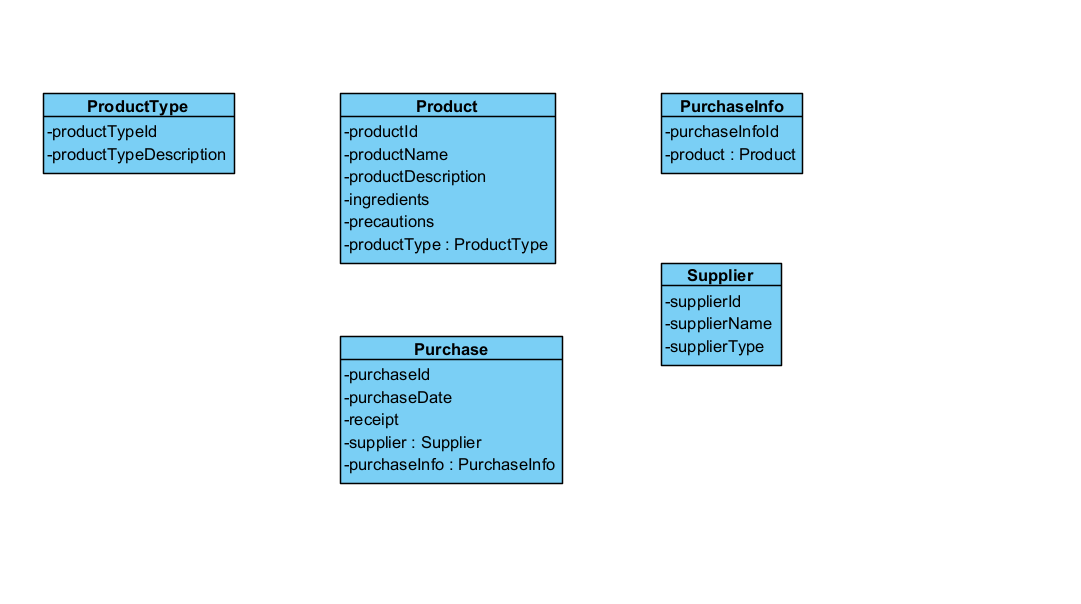 ProductType
-productTypeId
-productTypeDescription
Product
-productId
-productName
-productDescription
-ingredients
-precautions
-productType : ProductType
PurchaseInfo
-purchaseInfoId
-product : Product
Supplier
-supplierId
-supplierName
-supplierType
Purchase
-purchaseId
-purchaseDate
-receipt
-supplier : Supplier
-purchaseInfo : PurchaseInfo